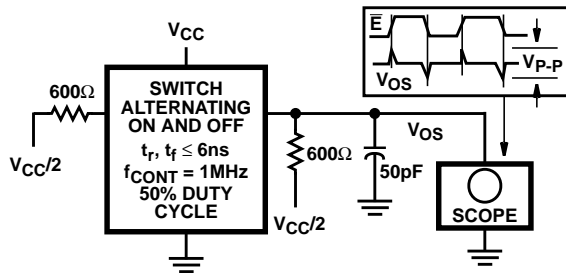 V_CC
600Ω
V_CC/2
SWITCH
ALTERNATING
ON AND OFF
t_r, t_f ≤ 6ns
f_CONT = 1MHz
50% DUTY
CYCLE
600Ω
V_CC/2
50pF
V_OS
E̅
V_OS
V_P-P
SCOPE